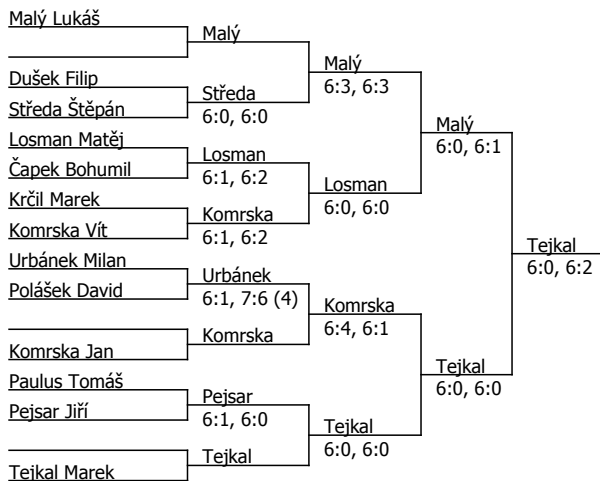 Malý Lukáš
Malý
Malý
6:3, 6:3
Dušek Filip
Středa
6:0, 6:0
Středa Štěpán
Malý
6:0, 6:1
Losman Matěj
Losman
6:1, 6:2
Čapek Bohumil
Losman
6:0, 6:0
Krčil Marek
Komrska
6:1, 6:2
Komrska Vít
Tejkal
6:0, 6:2
Urbánek Milan
Urbánek
6:1, 7:6 (4)
Polášek David
Komrska
6:4, 6:1
Komrska
Komrska Jan
Tejkal
6:0, 6:0
Paulus Tomáš
Pejsar
6:1, 6:0
Pejsar Jiří
Tejkal
6:0, 6:0
Tejkal
Tejkal Marek